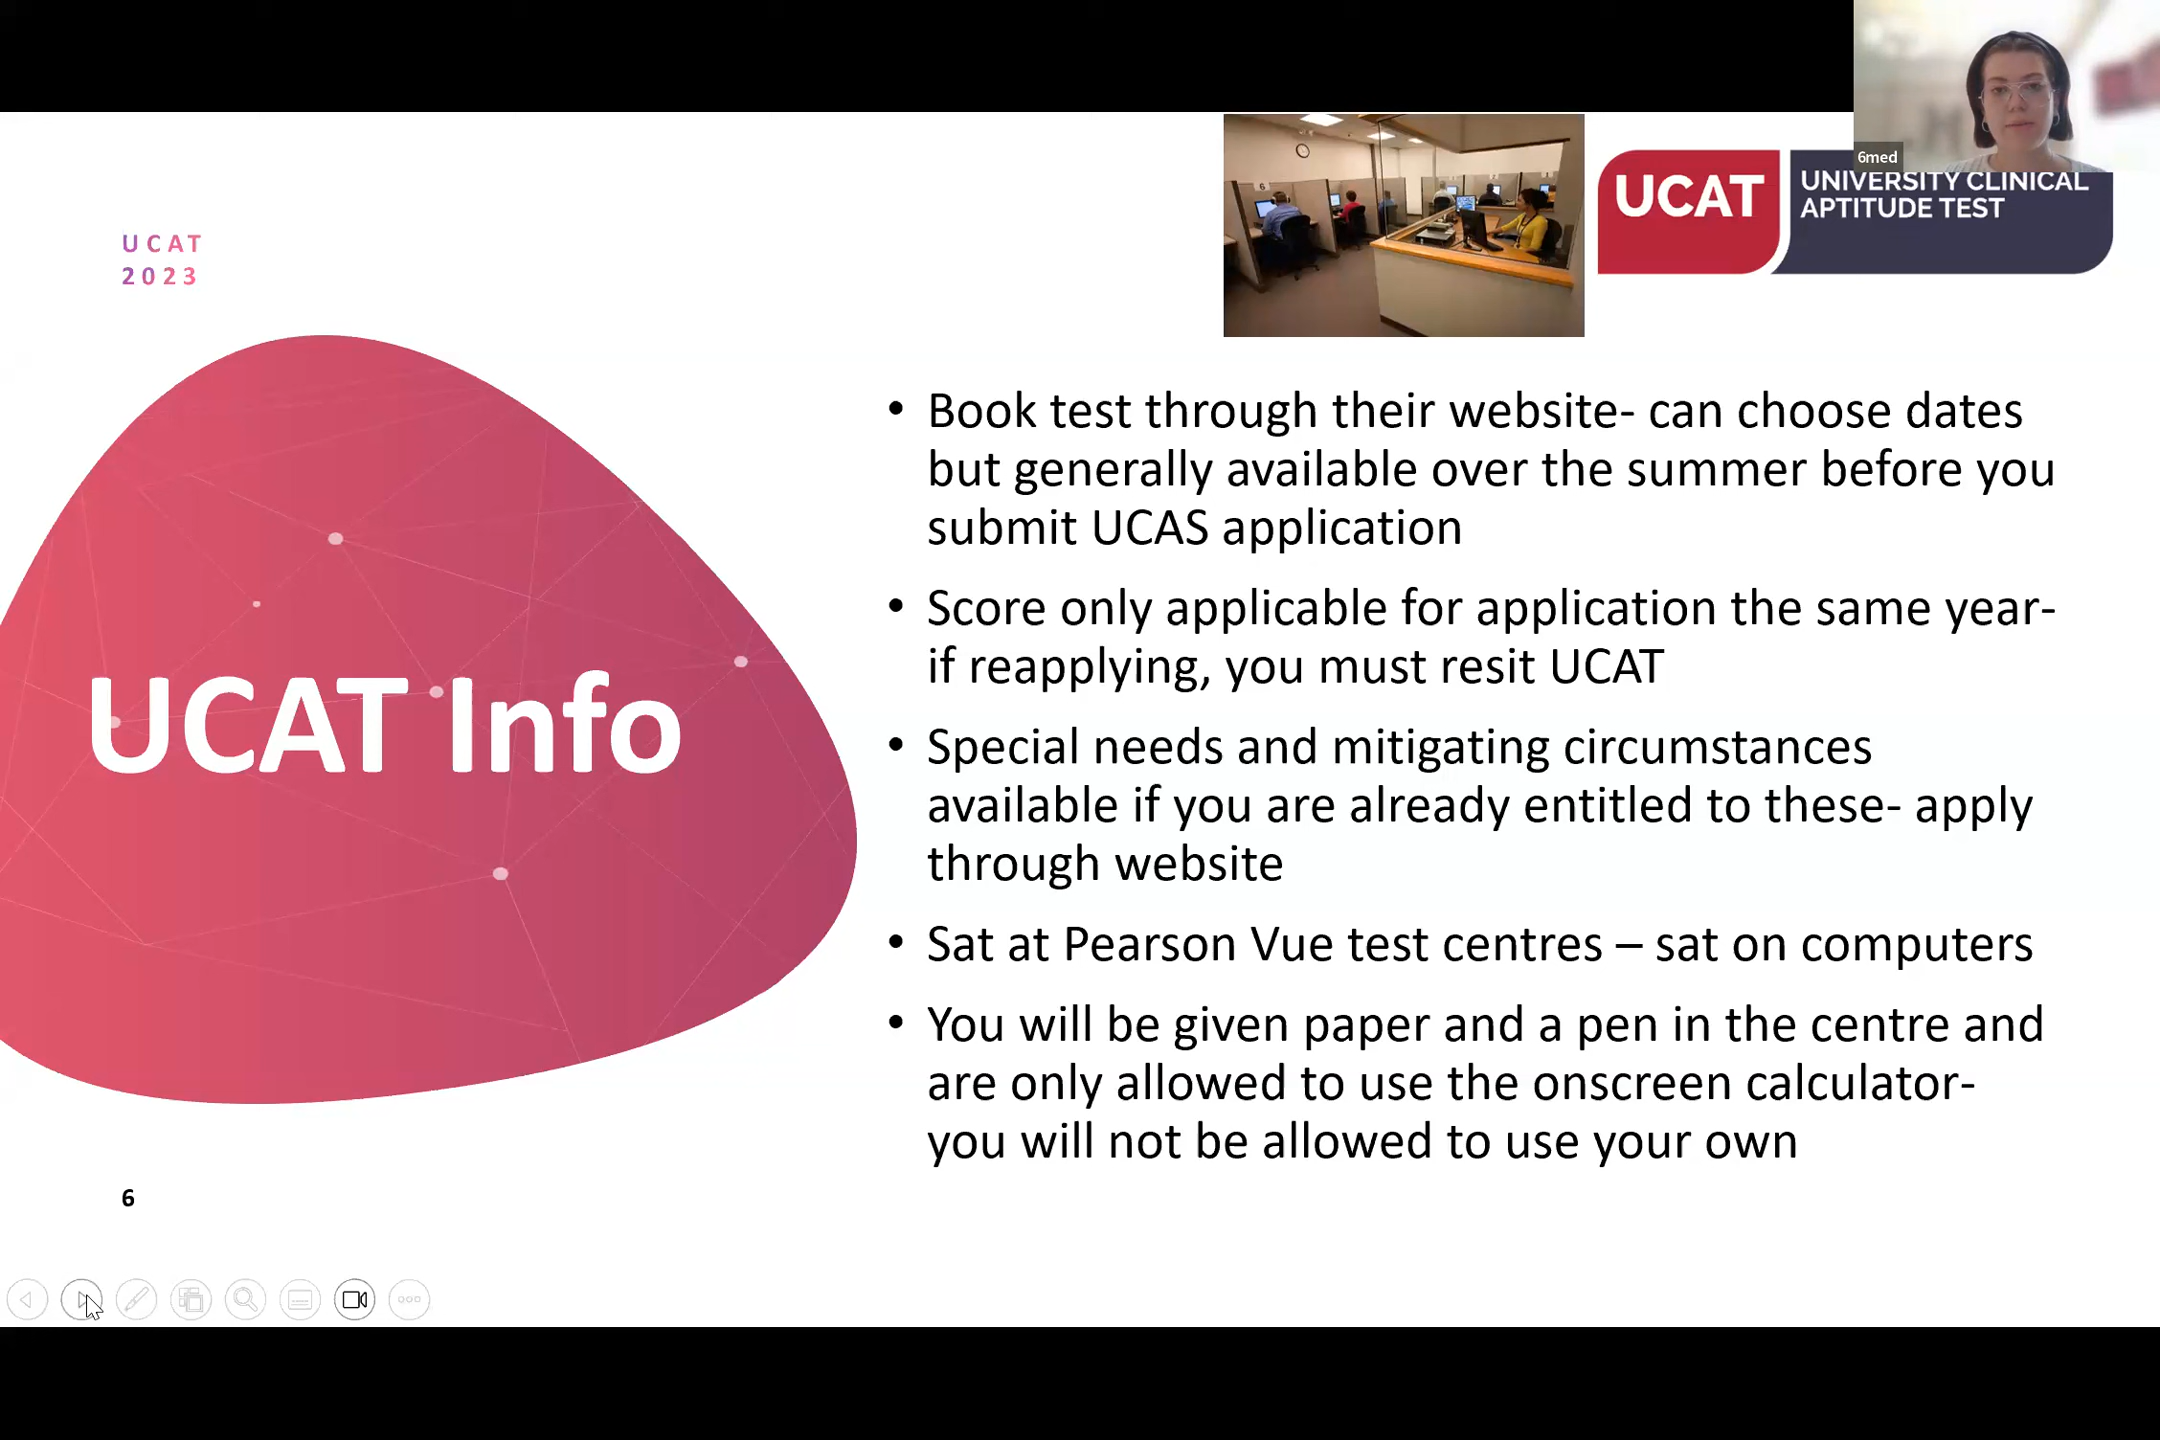 6med
UCAT
UNIVERSITY CLINICAL
APTITUDE TEST
UCAT
2023
UCAT Info
• Book test through their website- can choose dates
but generally available over the summer before you
submit UCAS application
• Score only applicable for application the same year-
if reapplying, you must resit UCAT
• Special needs and mitigating circumstances
available if you are already entitled to these- apply
through website
• Sat at Pearson Vue test centres – sat on computers
• You will be given paper and a pen in the centre and
are only allowed to use the onscreen calculator-
you will not be allowed to use your own
6